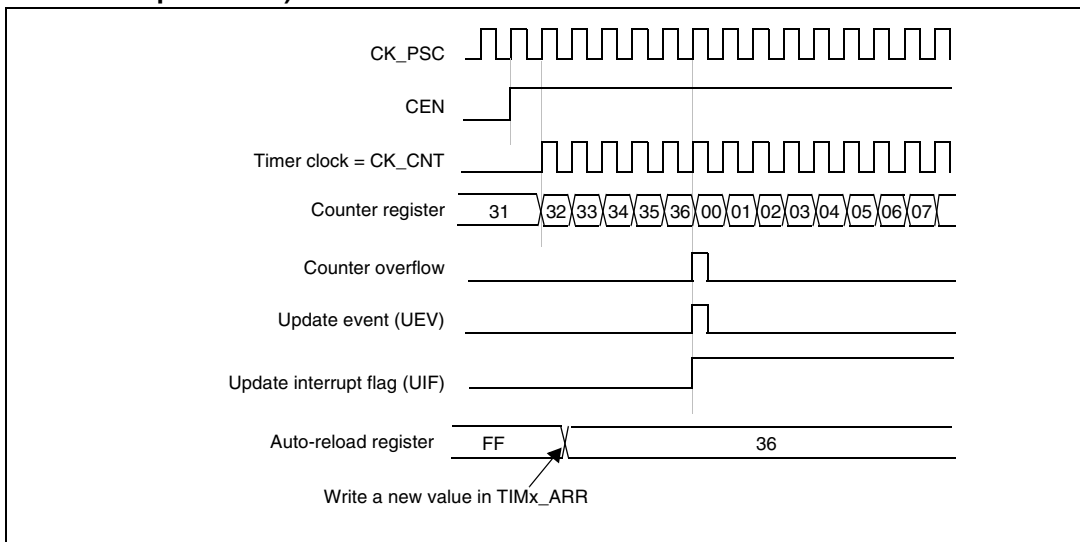 CK_PSC
CEN
Timer clock = CK_CNT
Counter register 31 32 33 34 35 36 00 01 02 03 04 05 06 07
Counter overflow
Update event (UEV)
Update interrupt flag (UIF)
Auto-reload register FF 36
Write a new value in TIMx_ARR